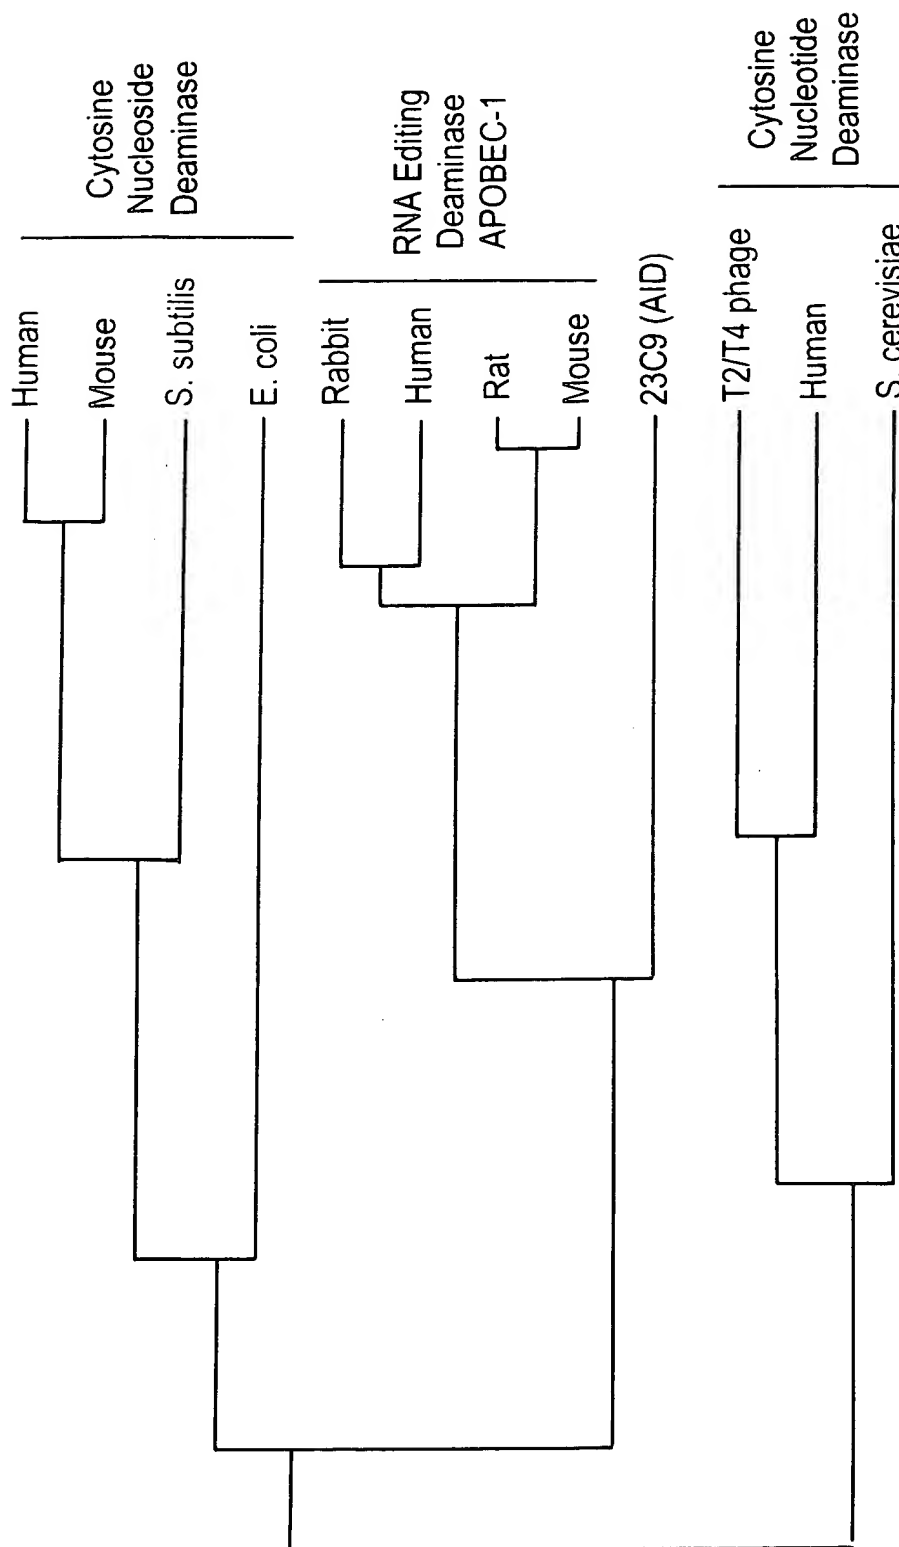 Cytosine
Nucleoside
Deaminase
Human
Mouse
S. subtilis
E. coli
RNA Editing
Deaminase
APOBEC-1
Rabbit
Human
Rat
Mouse
23C9 (AID)
Cytosine
Nucleotide
Deaminase
T2/T4 phage
Human
S. cerevisiae